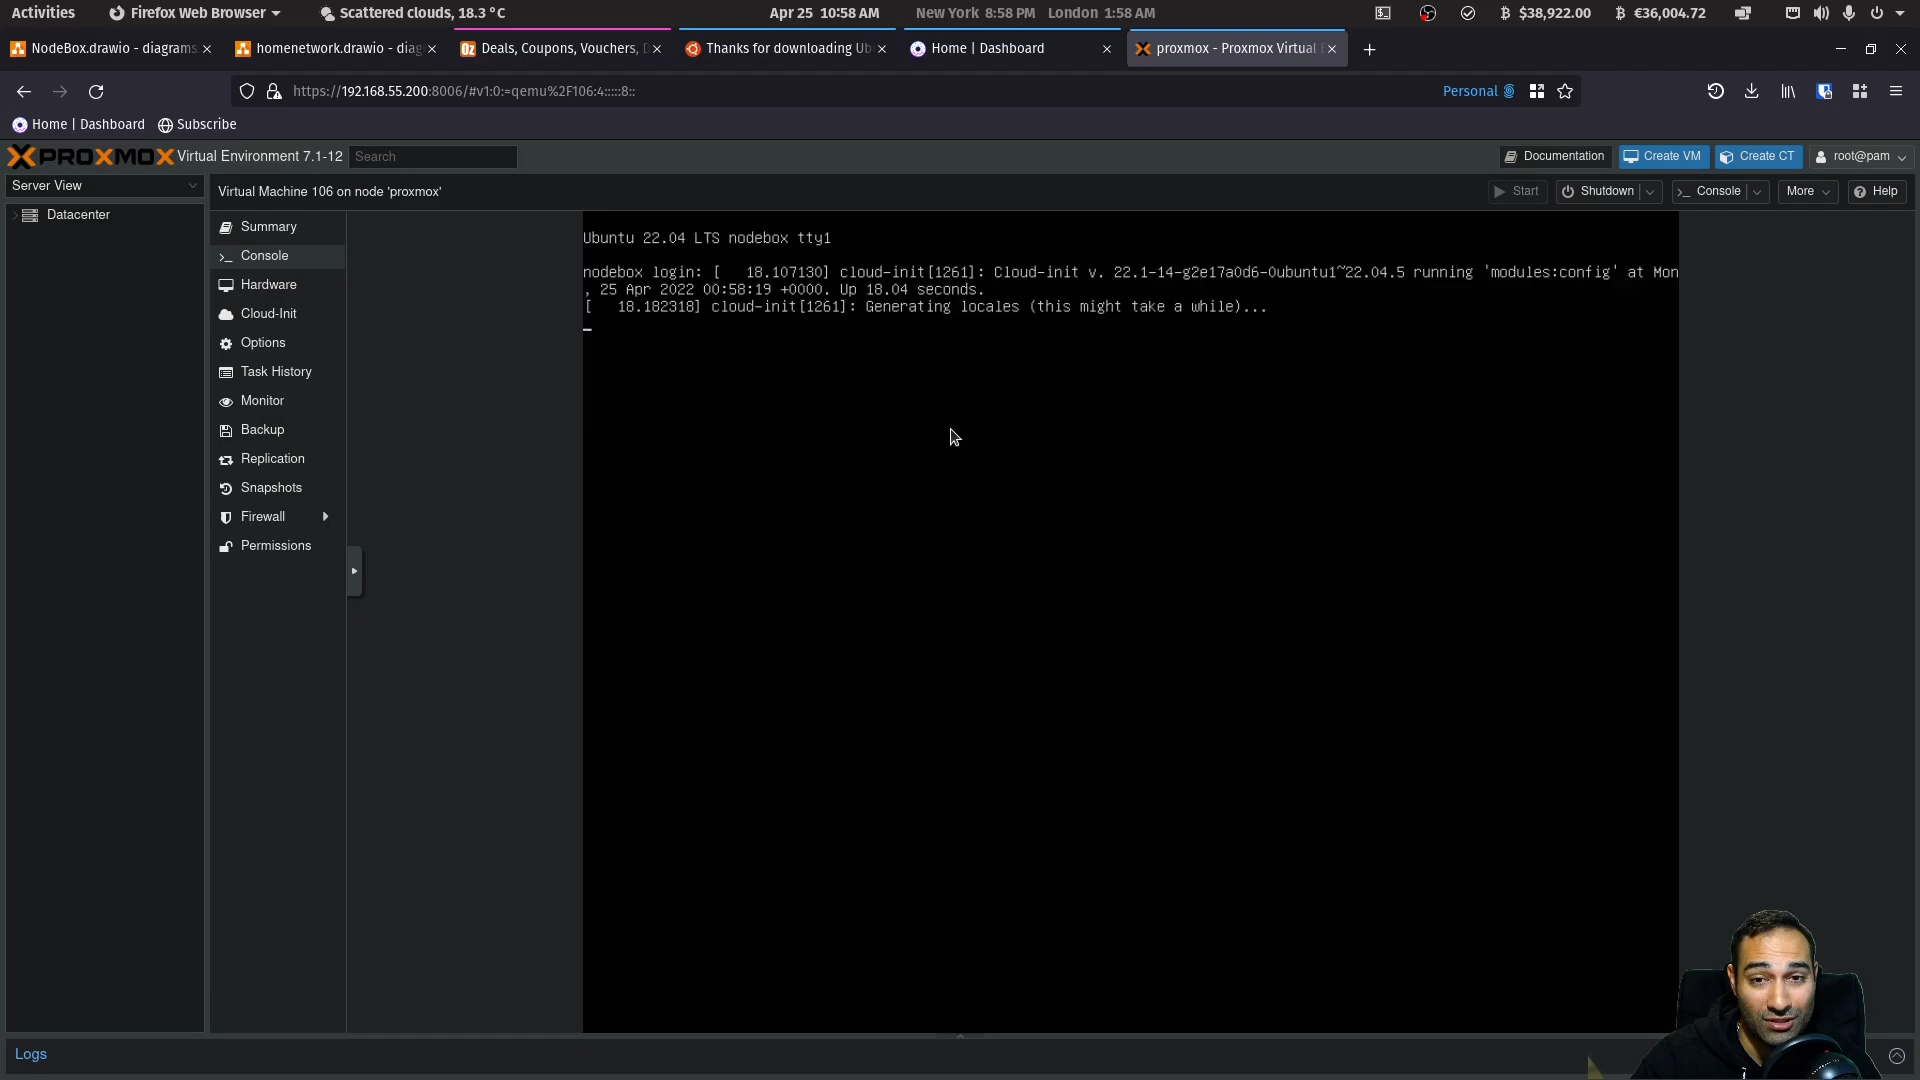 Activities
Firefox Web Browser
Scattered clouds, 18.3 °C
Apr 25 10:58 AM
New York 8:58 PM London 1:58 AM
$38,922.00
€36,004.72
NodeBox.drawio - diagrams
homenetwork.drawio - diag
Deals, Coupons, Vouchers, D
Thanks for downloading Ub
Home | Dashboard
proxmox - Proxmox Virtual E
https://192.168.55.200:8006/#v1:0:=qemu%2F106:4:::::8::
Personal
Home | Dashboard
Subscribe
PROXMOX Virtual Environment 7.1-12
Search
Documentation
Create VM
Create CT
root@pam
Server View
Virtual Machine 106 on node 'proxmox'
Start
Shutdown
Console
More
Help
Datacenter
Summary
Console
Hardware
Cloud-Init
Options
Task History
Monitor
Backup
Replication
Snapshots
Firewall
Permissions
Ubuntu 22.04 LTS nodebox tty1
nodebox login: [   18.107130] cloud-init[1261]: Cloud-init v. 22.1-14-g2e17a0d6-0ubuntu1~22.04.5 running 'modules:config' at Mon
, 25 Apr 2022 00:58:19 +0000. Up 18.04 seconds.
[   18.182318] cloud-init[1261]: Generating locales (this might take a while)...
Logs